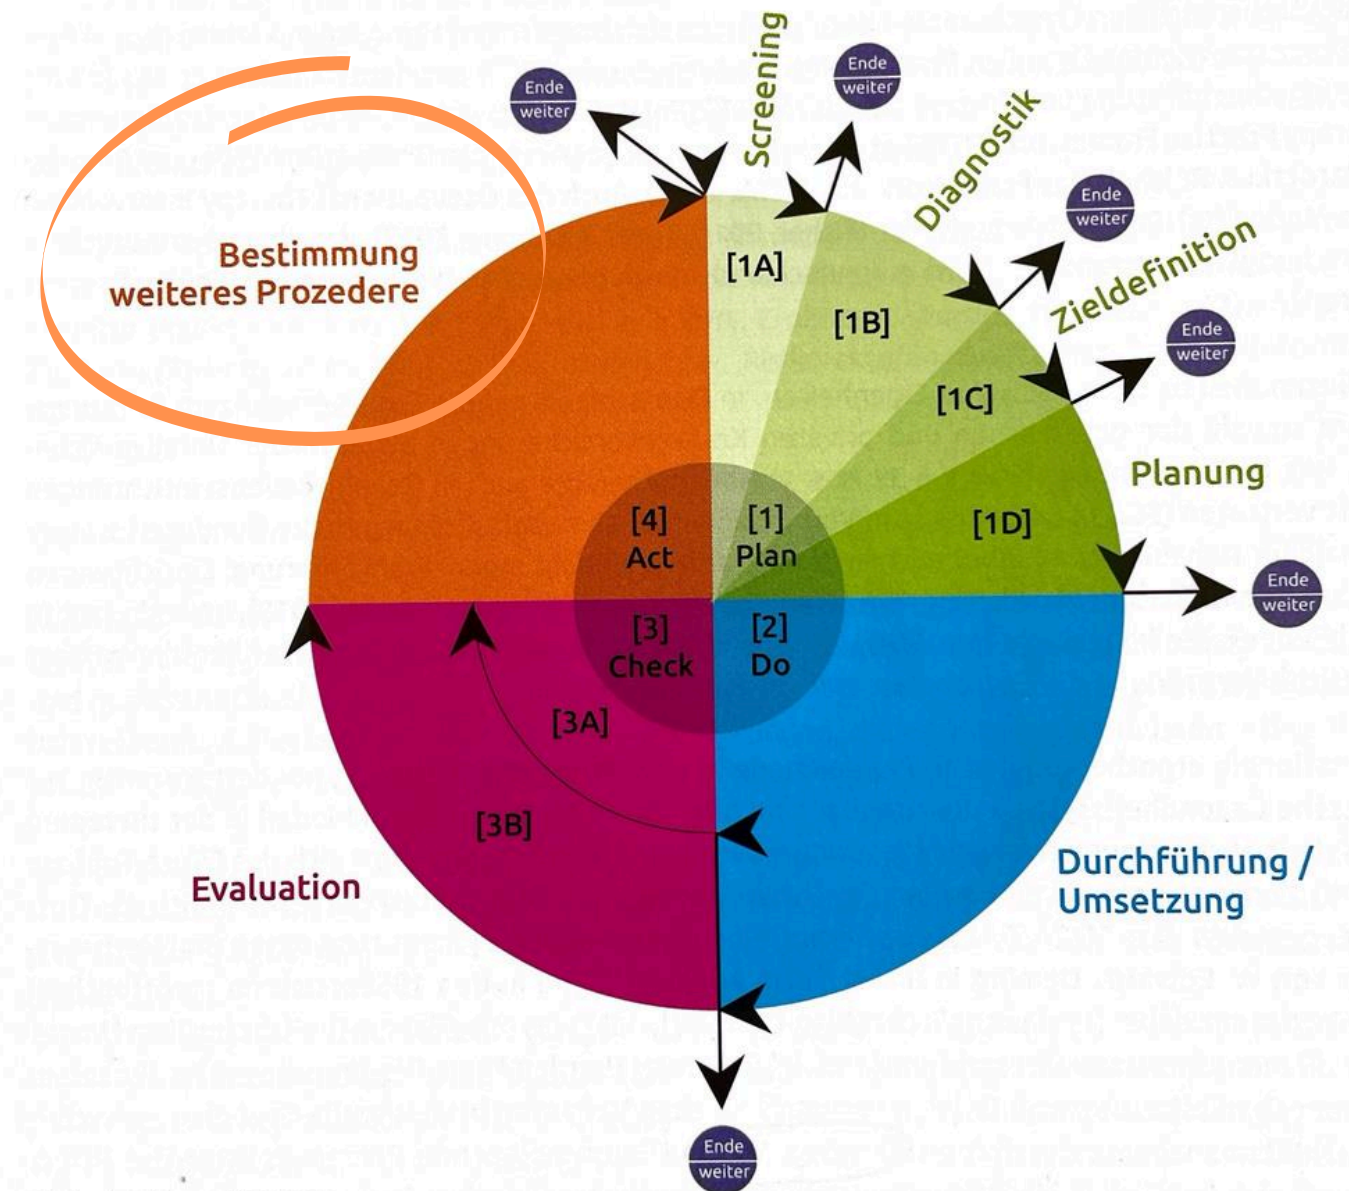 Screening
Ende
weiter
Ende
weiter
Diagnostik
Ende
weiter
Zieldefinition
Ende
weiter
Bestimmung
weiteres Prozedere
[1A]
[1B]
[1C]
[1D]
Planung
[4]
Act
[1]
Plan
Ende
weiter
[3]
Check
[2]
Do
[3A]
[3B]
Evaluation
Durchführung /
Umsetzung
Ende
weiter